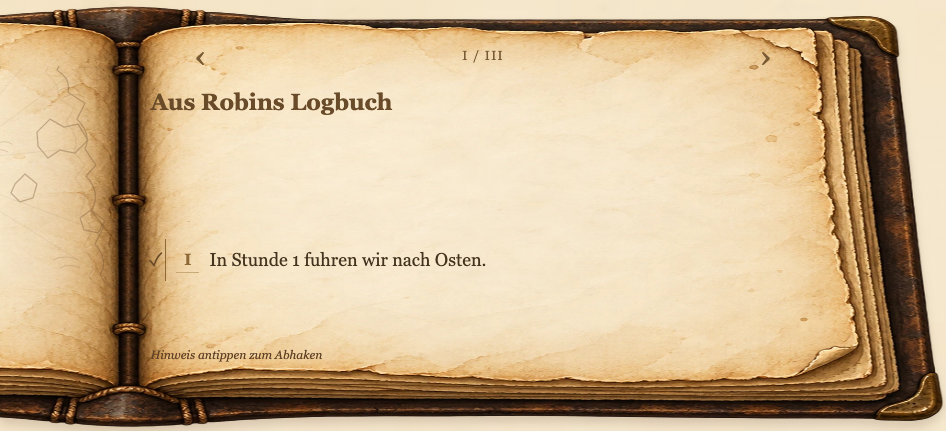 I / III
Aus Robins Logbuch
✓ I In Stunde 1 fuhren wir nach Osten.
Hinweis antippen zum Abhaken